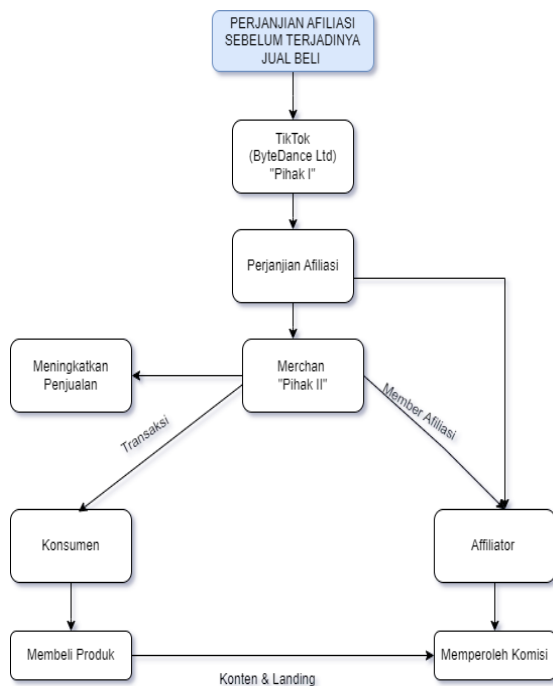 PERJANJIAN AFILIASI
SEBELUM TERJADINYA
JUAL BELI
TikTok
(ByteDance Ltd)
"Pihak I"
Perjanjian Afiliasi
Meningkatkan
Penjualan
Merchan
"Pihak II"
Transaksi
Member Afiliasi
Konsumen
Affiliator
Membeli Produk
Memperoleh Komisi
Konten & Landing